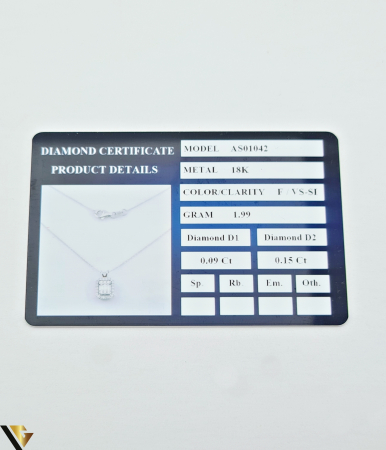 DIAMOND CERTIFICATE
PRODUCT DETAILS
MODEL AS01042
METAL 18K
COLOR/CLARITY F / VS-SI
GRAM 1.99
Diamond D1 Diamond D2
0.09 Ct 0.15 Ct
Sp. Rb. Em. Oth.